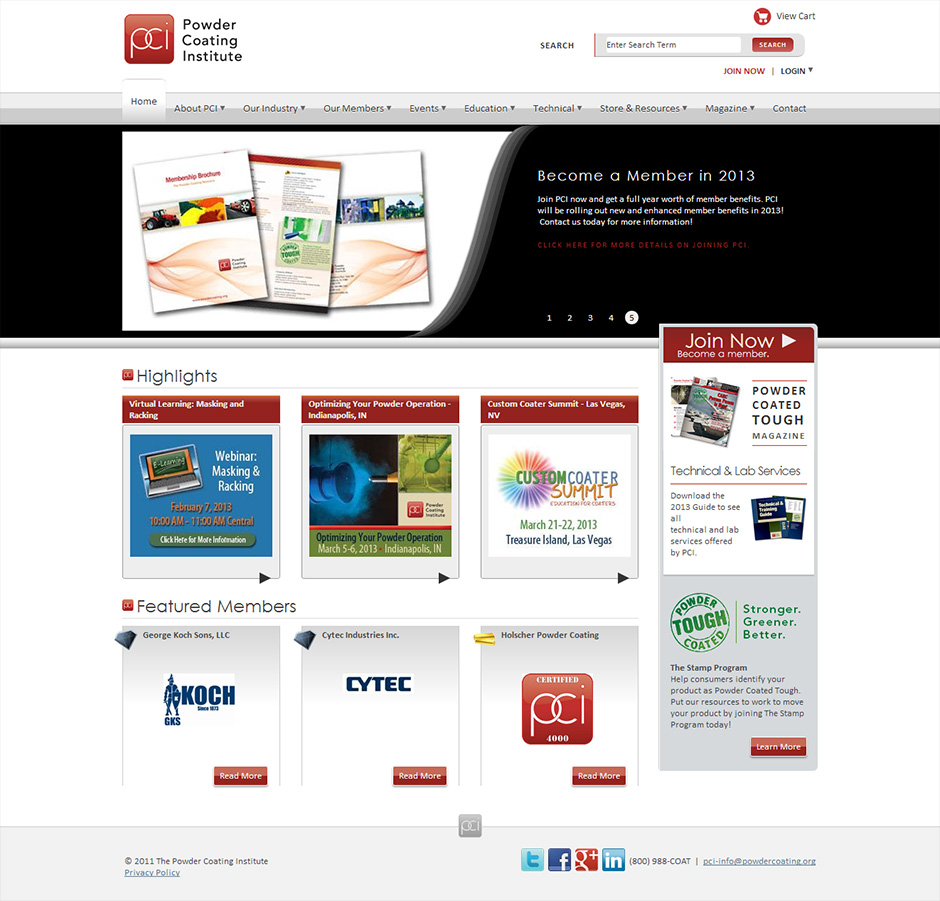 pci
Powder
Coating
Institute
View Cart
SEARCH
Enter Search Term
SEARCH
JOIN NOW | LOGIN
Home
About PCI
Our Industry
Our Members
Events
Education
Technical
Store & Resources
Magazine
Contact
Membership Brochure
POWDER
TOUGH
COATED
Powder
Coating
Institute
Become a Member in 2013
Join PCI now and get a full year worth of member benefits. PCI
will be rolling out new and enhanced member benefits in 2013!
Contact us today for more information!
CLICK HERE FOR MORE DETAILS ON JOINING PCI.
1 2 3 4 5
Join Now
Become a member.
Highlights
Virtual Learning: Masking and
Racking
E-Learning
Webinar:
Masking &
Racking
February 7, 2013
10:00 AM - 11:00 AM Central
Click Here for More Information
Optimizing Your Powder Operation -
Indianapolis, IN
pci
Powder
Coating
Institute
Optimizing Your Powder Operation
March 5-6, 2013 • Indianapolis, IN
Custom Coater Summit - Las Vegas,
NV
CUSTOMCOATER
SUMMIT
EDUCATION FOR COATERS
March 21-22, 2013
Treasure Island, Las Vegas
POWDER
COATED
TOUGH
MAGAZINE
Technical & Lab Services
Download the
2013 Guide to see
all
technical and lab
services offered
by PCI.
Technical &
Training
Guide
Featured Members
George Koch Sons, LLC
KOCH
Since 1873
GKS
Read More
Cytec Industries Inc.
CYTEC
Read More
Holscher Powder Coating
CERTIFIED
pci
4000
Read More
POWDER
TOUGH
COATED
Stronger.
Greener.
Better.
The Stamp Program
Help consumers identify your
product as Powder Coated Tough.
Put our resources to work to move
your product by joining The Stamp
Program today!
Learn More
pci
© 2011 The Powder Coating Institute
Privacy Policy
(800) 988-COAT | pci-info@powdercoating.org